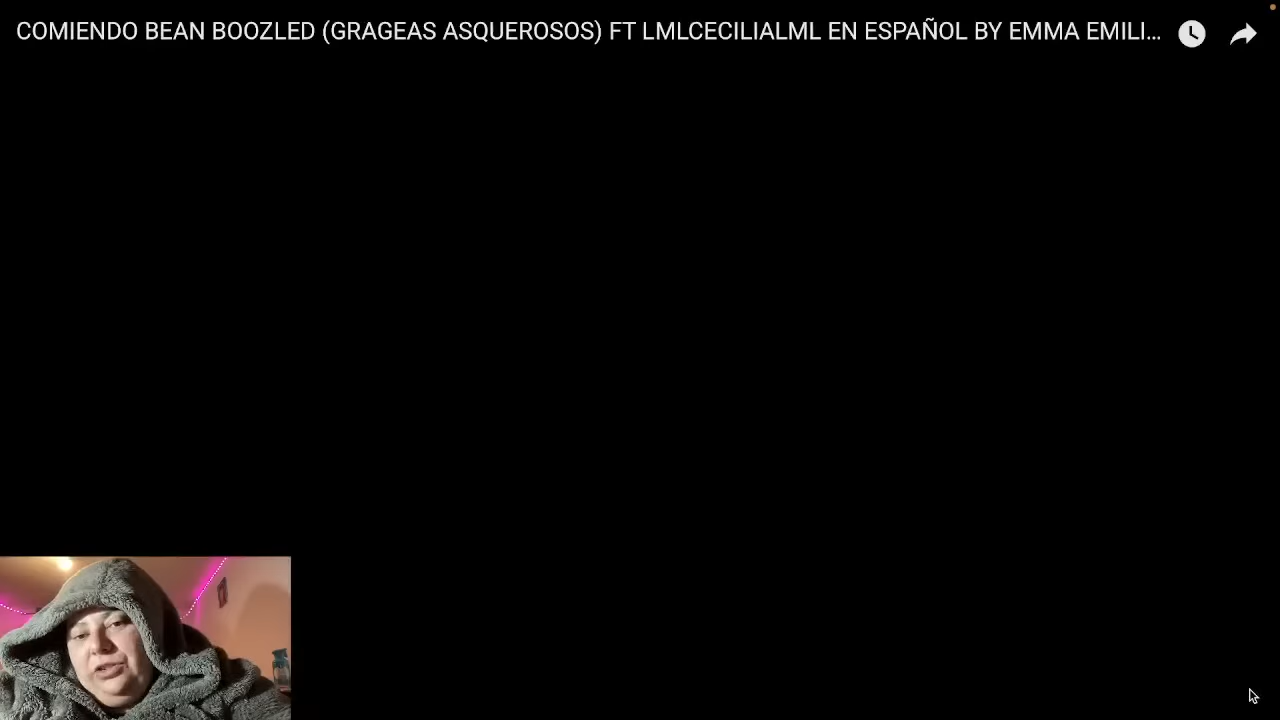 COMIENDO BEAN BOOZLED (GRAGEAS ASQUEROSOS) FT LMLCECILIALML EN ESPAÑOL BY EMMA EMILI...